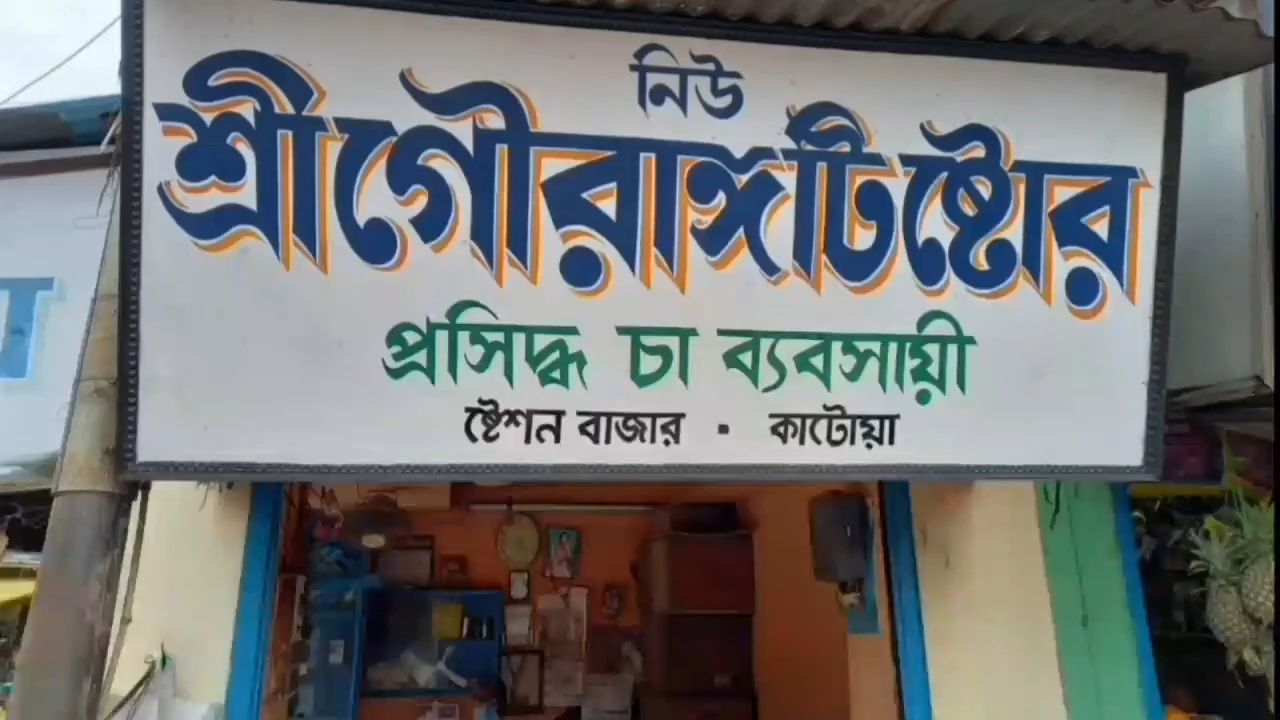 নিউ
শ্রীগৌরাঙ্গটিষ্টোর
প্রসিদ্ধ চা ব্যবসায়ী
ষ্টেশন বাজার · কাটোয়া